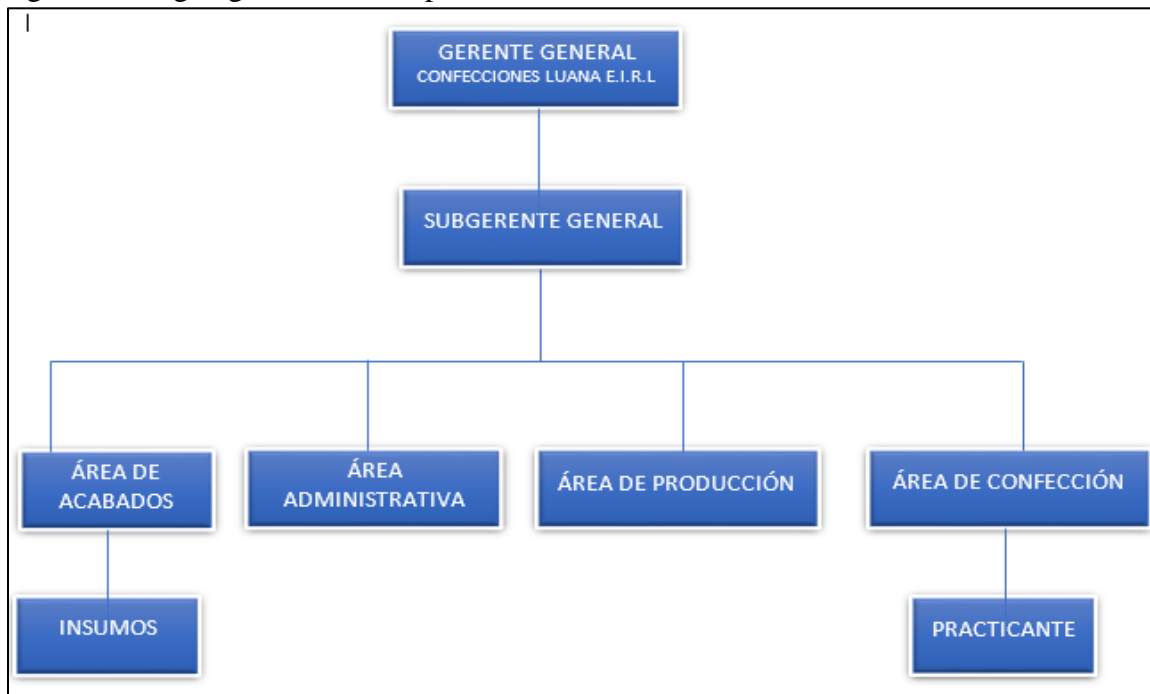 GERENTE GENERAL
CONFECCIONES LUANA E.I.R.L
SUBGERENTE GENERAL
ÁREA DE
ACABADOS
ÁREA
ADMINISTRATIVA
ÁREA DE PRODUCCIÓN
ÁREA DE CONFECCIÓN
INSUMOS
PRACTICANTE